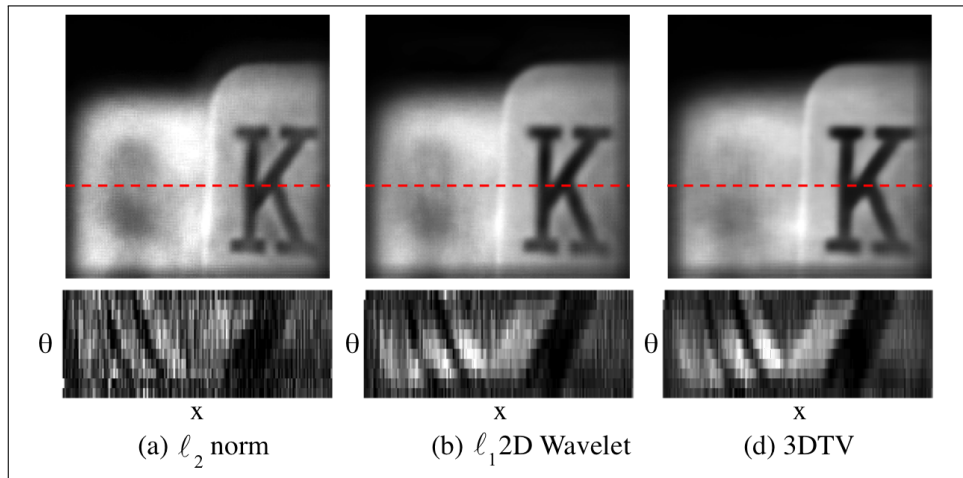 K K K
θ θ θ
x x x
(a) ℓ2 norm (b) ℓ1 2D Wavelet (d) 3DTV